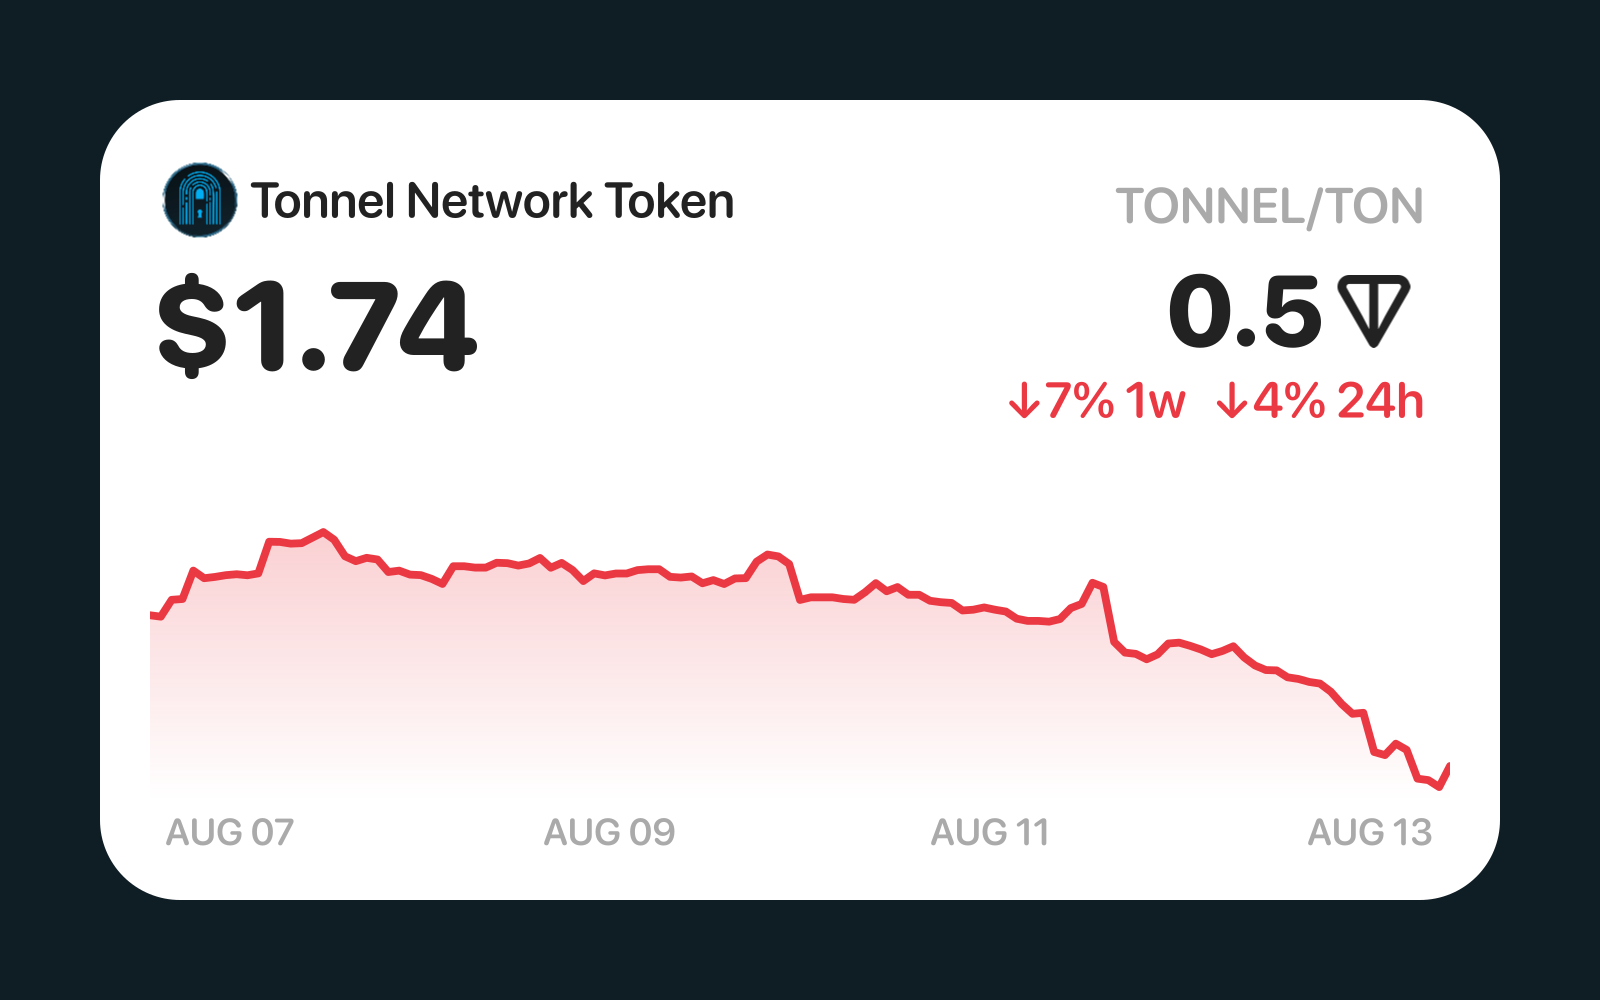 Tonnel Network Token
TONNEL/TON
$1.74
0.5
↓7% 1w ↓4% 24h
AUG 07 AUG 09 AUG 11 AUG 13